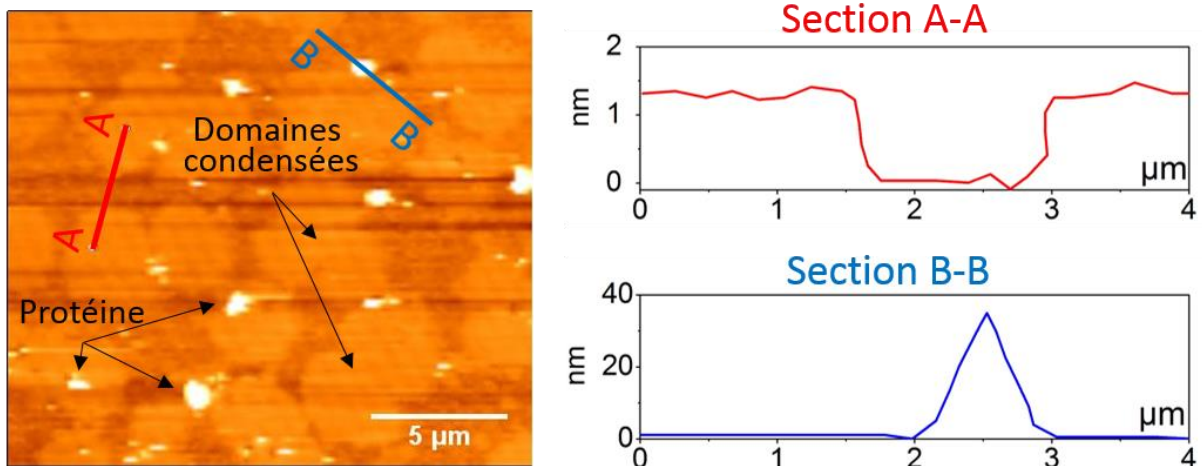 A
A
B
B
Domaines
condensées
Protéine
5 µm
Section A-A
2
1
0
nm
µm
0 1 2 3 4
Section B-B
40
20
0
nm
µm
0 1 2 3 4